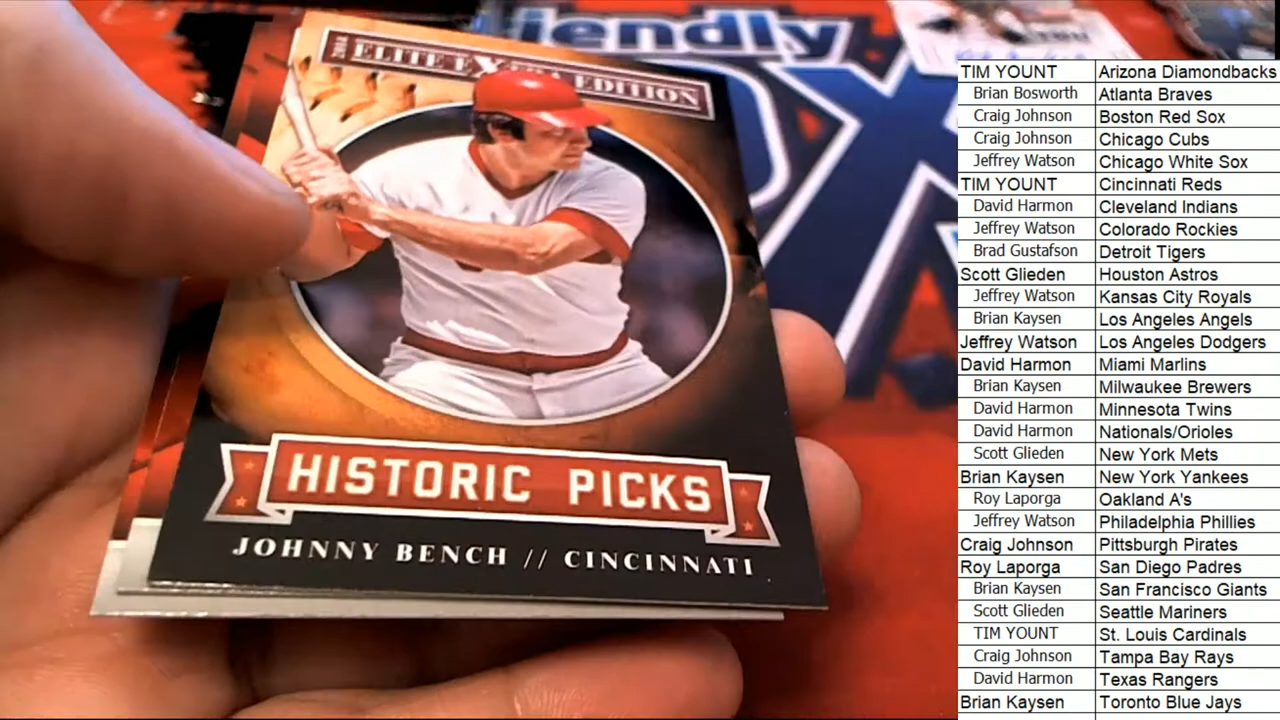 endly
2014 ELITE EXTRA EDITION
HISTORIC PICKS
JOHNNY BENCH // CINCINNATI
TIM YOUNT Arizona Diamondbacks
Brian Bosworth Atlanta Braves
Craig Johnson Boston Red Sox
Craig Johnson Chicago Cubs
Jeffrey Watson Chicago White Sox
TIM YOUNT Cincinnati Reds
David Harmon Cleveland Indians
Jeffrey Watson Colorado Rockies
Brad Gustafson Detroit Tigers
Scott Glieden Houston Astros
Jeffrey Watson Kansas City Royals
Brian Kaysen Los Angeles Angels
Jeffrey Watson Los Angeles Dodgers
David Harmon Miami Marlins
Brian Kaysen Milwaukee Brewers
David Harmon Minnesota Twins
David Harmon Nationals/Orioles
Scott Glieden New York Mets
Brian Kaysen New York Yankees
Roy Laporga Oakland A's
Jeffrey Watson Philadelphia Phillies
Craig Johnson Pittsburgh Pirates
Roy Laporga San Diego Padres
Brian Kaysen San Francisco Giants
Scott Glieden Seattle Mariners
TIM YOUNT St. Louis Cardinals
Craig Johnson Tampa Bay Rays
David Harmon Texas Rangers
Brian Kaysen Toronto Blue Jays